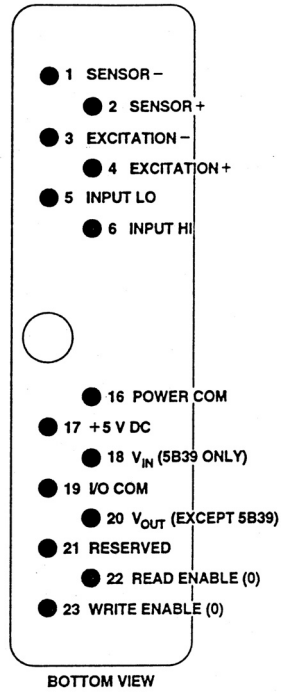 1 SENSOR −
2 SENSOR +
3 EXCITATION −
4 EXCITATION +
5 INPUT LO
6 INPUT HI
16 POWER COM
17 +5 V DC
18 VIN (5B39 ONLY)
19 I/O COM
20 VOUT (EXCEPT 5B39)
21 RESERVED
22 READ ENABLE (0)
23 WRITE ENABLE (0)
BOTTOM VIEW